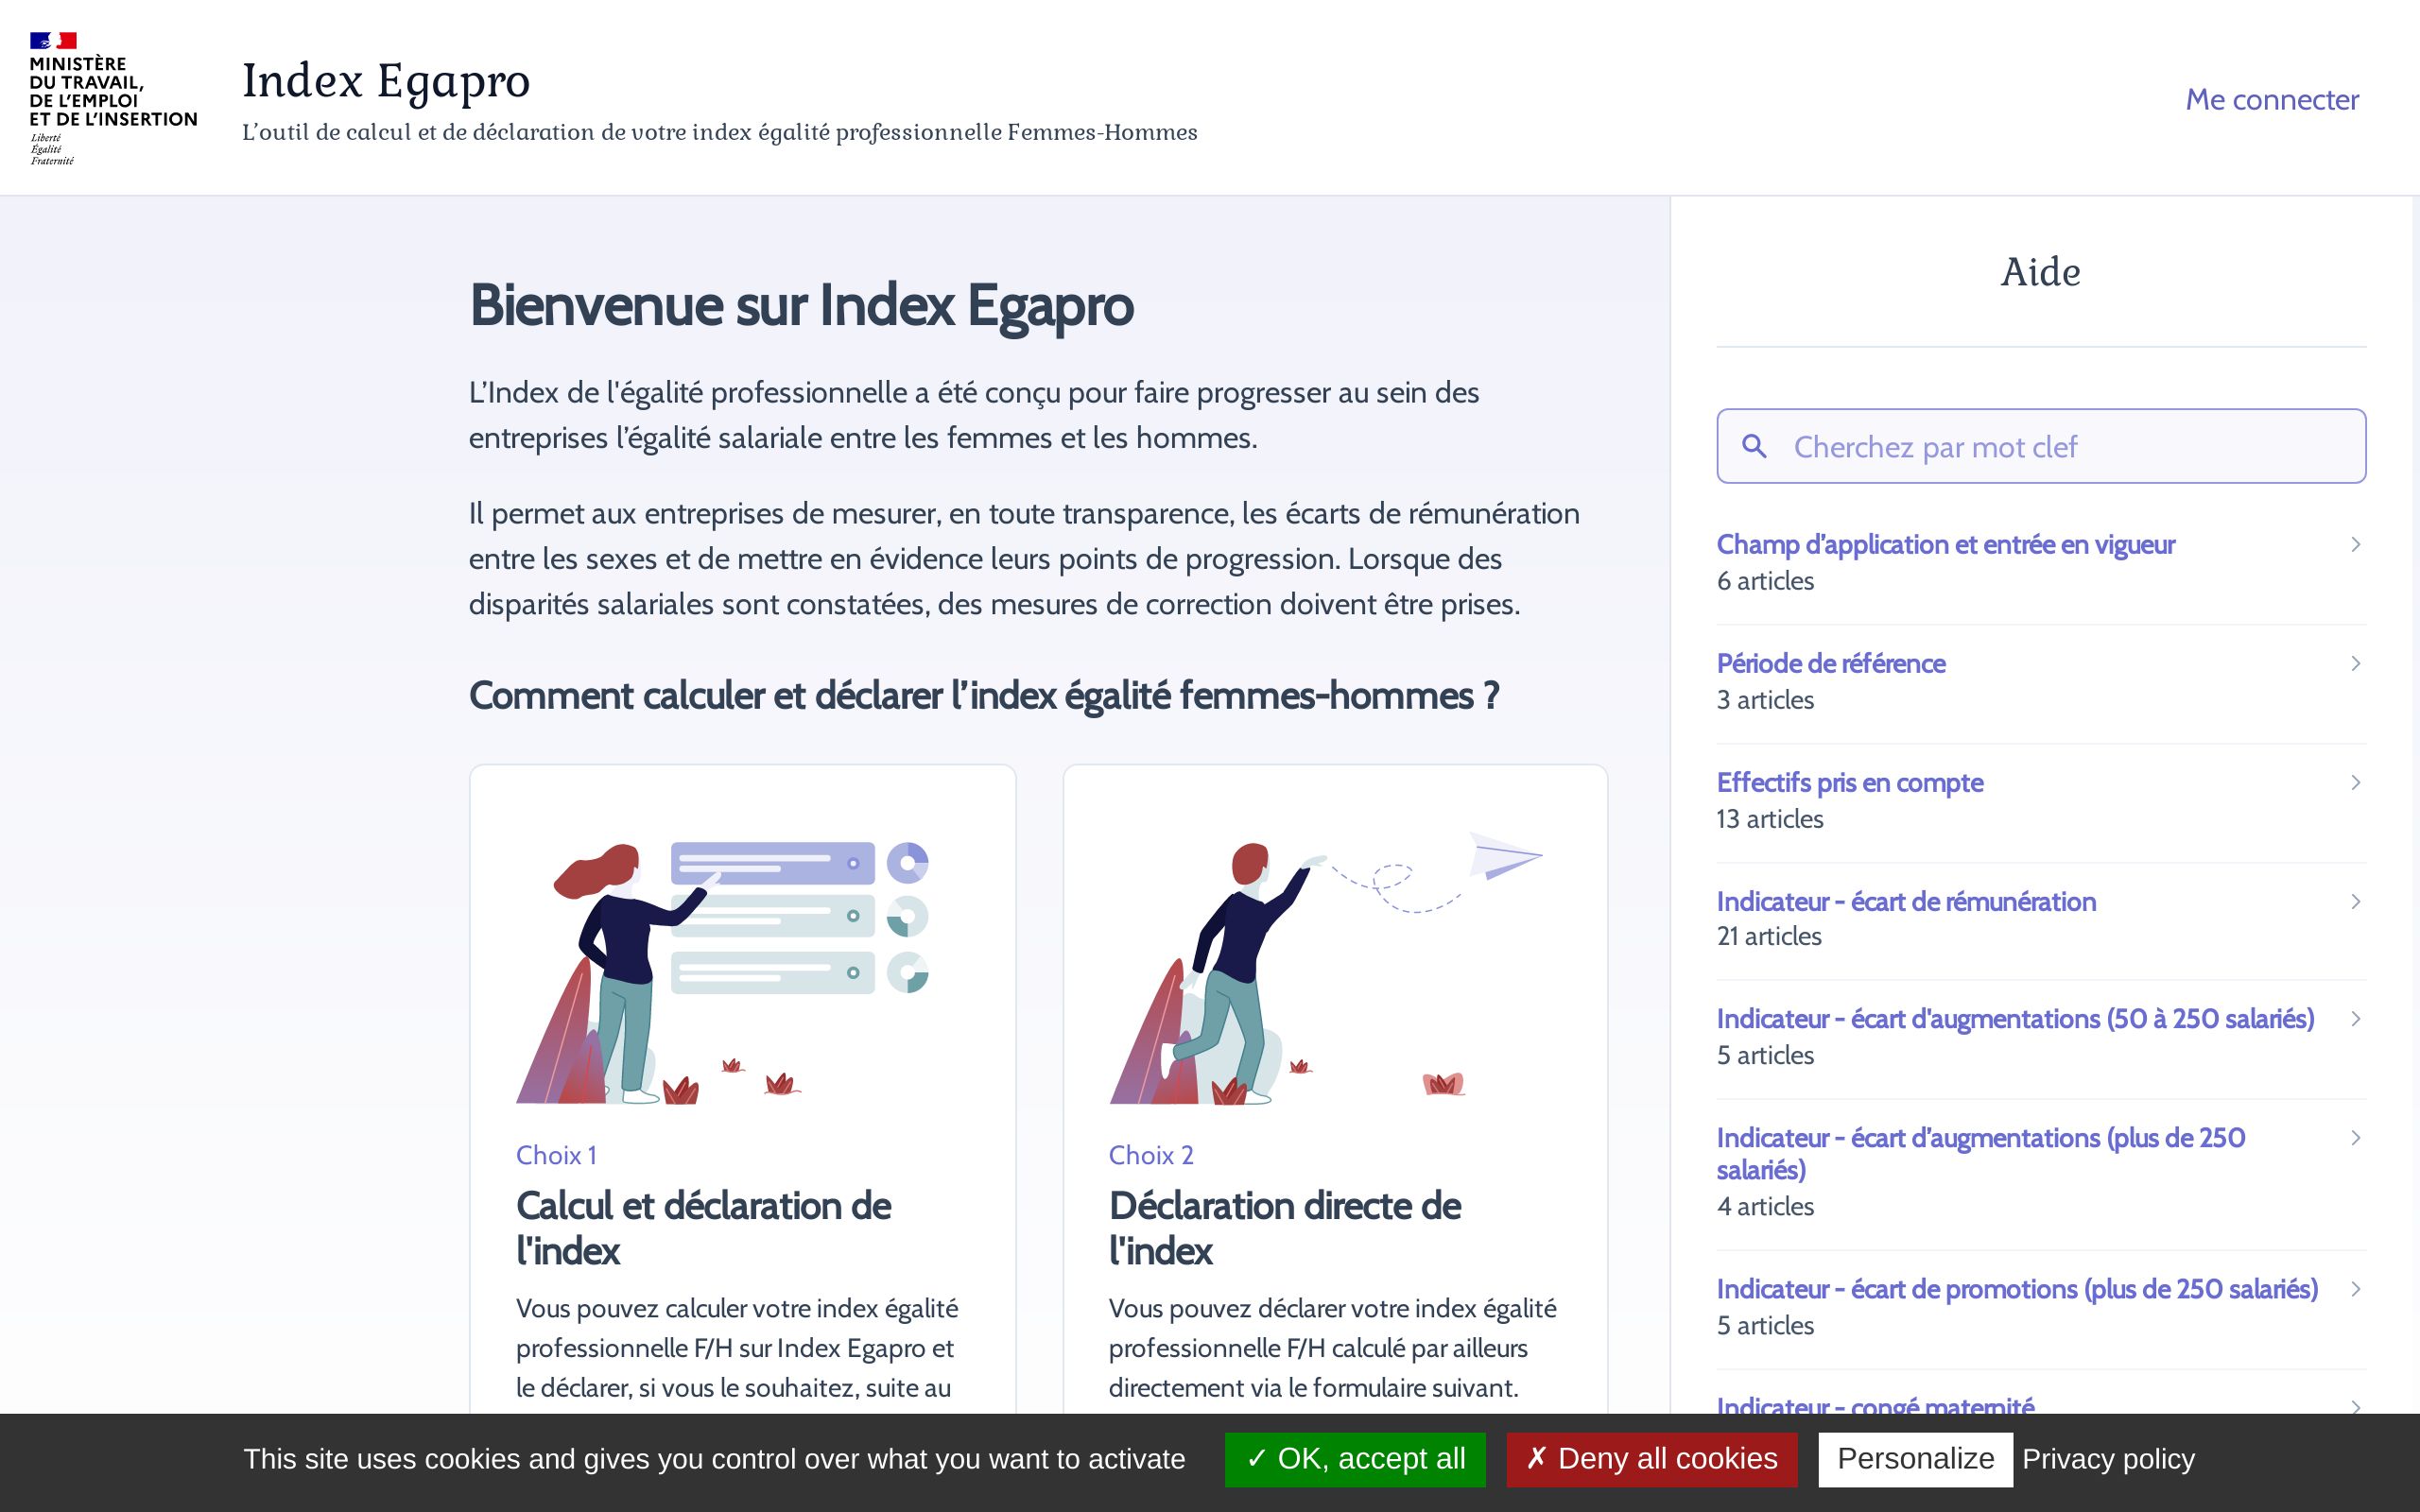 MINISTÈRE
DU TRAVAIL,
DE L'EMPLOI
ET DE L'INSERTION
Liberté
Égalité
Fraternité
Index Egapro
L'outil de calcul et de déclaration de votre index égalité professionnelle Femmes-Hommes
Me connecter
Bienvenue sur Index Egapro
L'Index de l'égalité professionnelle a été conçu pour faire progresser au sein des
entreprises l'égalité salariale entre les femmes et les hommes.
Il permet aux entreprises de mesurer, en toute transparence, les écarts de rémunération
entre les sexes et de mettre en évidence leurs points de progression. Lorsque des
disparités salariales sont constatées, des mesures de correction doivent être prises.
Comment calculer et déclarer l'index égalité femmes-hommes ?
Choix 1
Calcul et déclaration de
l'index
Vous pouvez calculer votre index égalité
professionnelle F/H sur Index Egapro et
le déclarer, si vous le souhaitez, suite au
Choix 2
Déclaration directe de
l'index
Vous pouvez déclarer votre index égalité
professionnelle F/H calculé par ailleurs
directement via le formulaire suivant.
Aide
Cherchez par mot clef
Champ d'application et entrée en vigueur
6 articles
Période de référence
3 articles
Effectifs pris en compte
13 articles
Indicateur - écart de rémunération
21 articles
Indicateur - écart d'augmentations (50 à 250 salariés)
5 articles
Indicateur - écart d'augmentations (plus de 250
salariés)
4 articles
Indicateur - écart de promotions (plus de 250 salariés)
5 articles
Indicateur - congé maternité
This site uses cookies and gives you control over what you want to activate
✓ OK, accept all
✗ Deny all cookies
Personalize
Privacy policy